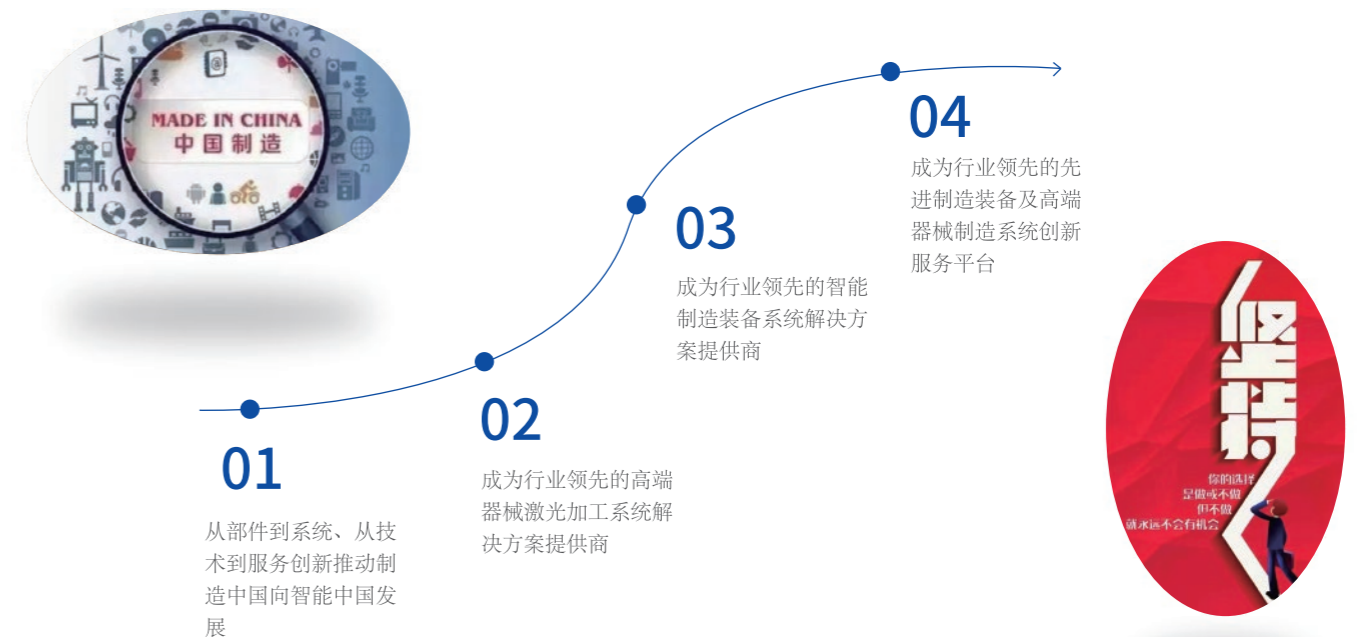 MADE IN CHINA
中国制造
01
从部件到系统、从技
术到服务创新推动制
造中国向智能中国发
展
02
成为行业领先的高端
器械激光加工系统解
决方案提供商
03
成为行业领先的智能
制造装备系统解决方
案提供商
04
成为行业领先的先
进制造装备及高端
器械制造系统创新
服务平台
坚持
你的选择
是做或不做
但不做
就永远不会有机会